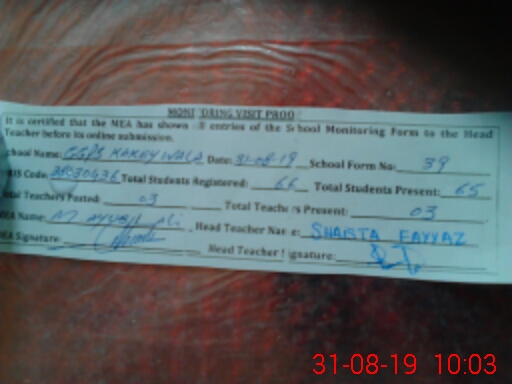 MONITORING VISIT PROO
It is certified that the MEA has shown all entries of the School Monitoring Form to the Head
Teacher before its online submission.
School Name: GGPS KAKEYWALA Date: 31-08-19 School Form No: 39
EMIS Code: Total Students Registered: 66 Total Students Present: 65
Total Teachers Posted: 03 Total Teachers Present: 03
MEA Name: M Ayub Ali , Head Teacher Name: SHAISTA FAYYAZ
MEA Signature: Head Teacher Signature:
31-08-19 10:03